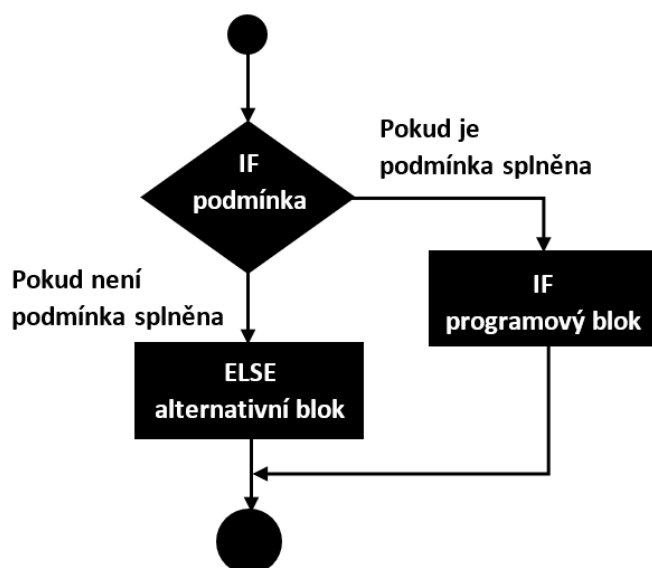 IF
podmínka
Pokud je
podmínka splněna
IF
programový blok
Pokud není
podmínka splněna
ELSE
alternativní blok